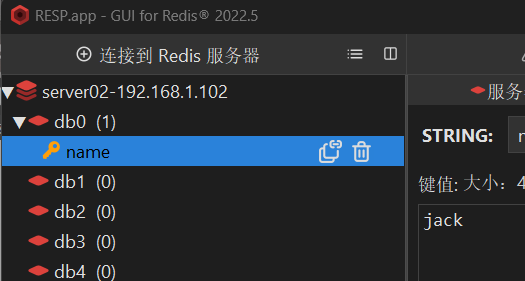 RESP.app - GUI for Redis® 2022.5
连接到 Redis 服务器
server02-192.168.1.102
db0 (1)
name
db1 (0)
db2 (0)
db3 (0)
db4 (0)
服务
STRING:
键值: 大小: 4
jack